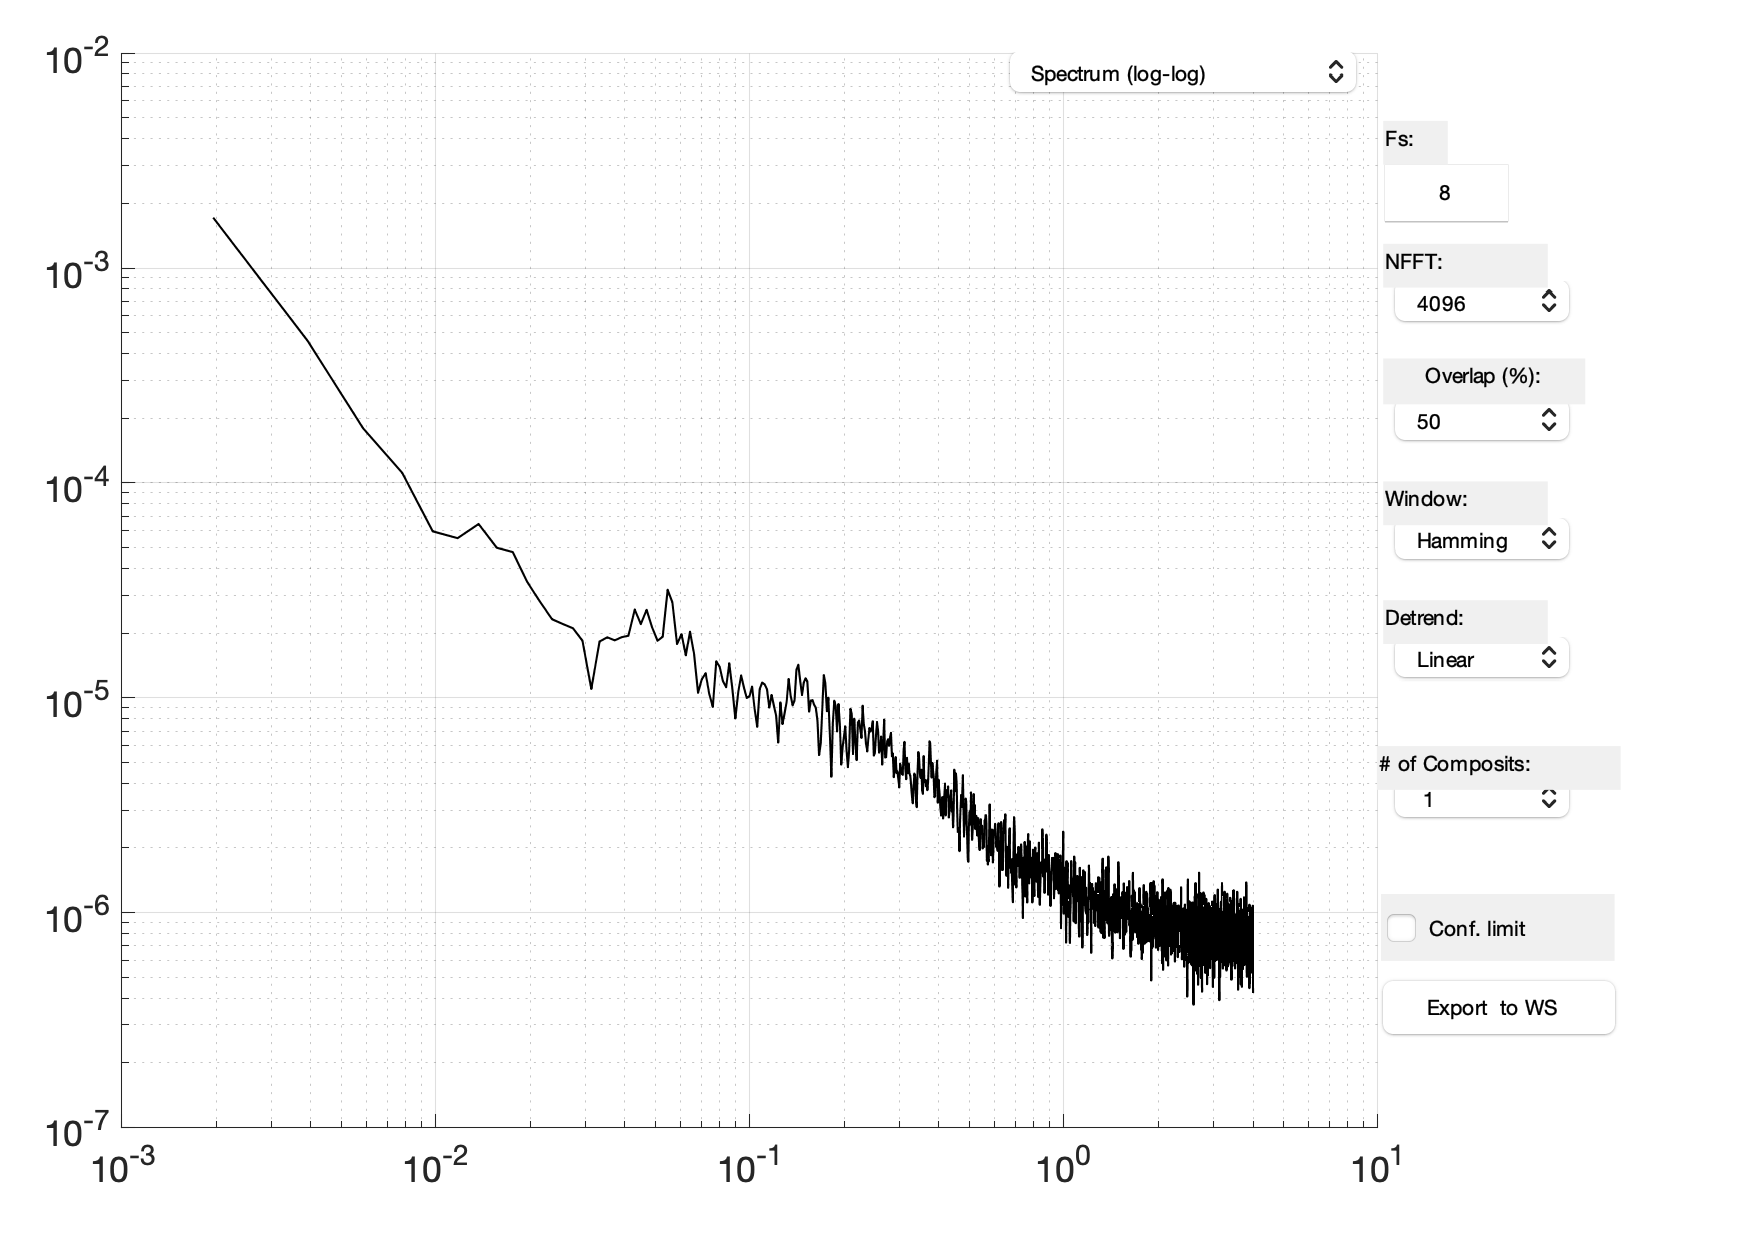 10^-2
Spectrum (log-log)
Fs:
8
NFFT:
10^-3
4096
Overlap (%):
50
10^-4
Window:
Hamming
Detrend:
Linear
10^-5
# of Composits:
1
10^-6
Conf. limit
Export to WS
10^-7
10^-3 10^-2 10^-1 10^0 10^1